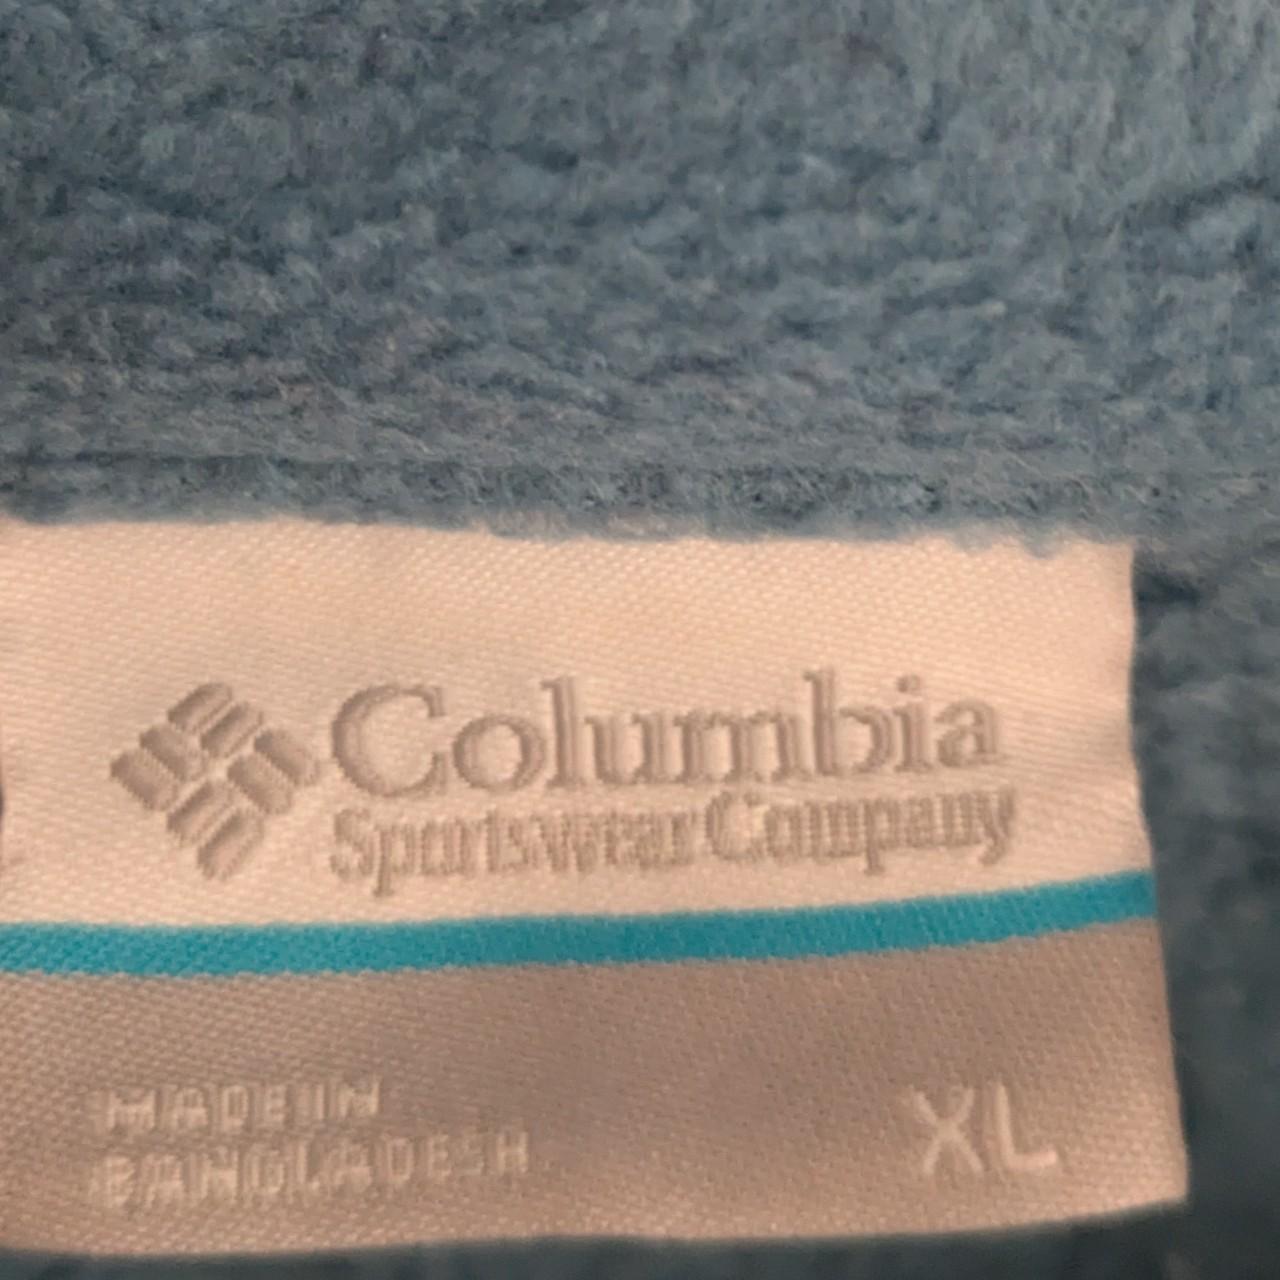 Columbia
Sportswear Company
MADE IN
BANGLADESH
XL